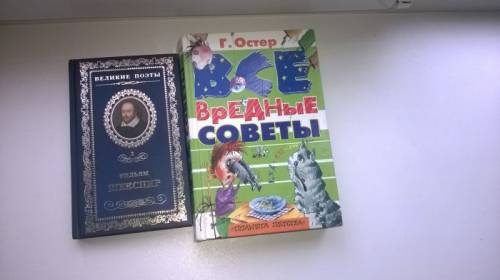 ВЕЛИКИЕ ПОЭТЫ
УИЛЬЯМ
ШЕКСПИР
Г. Остер
ВСЕ
ВРЕДНЫЕ
СОВЕТЫ